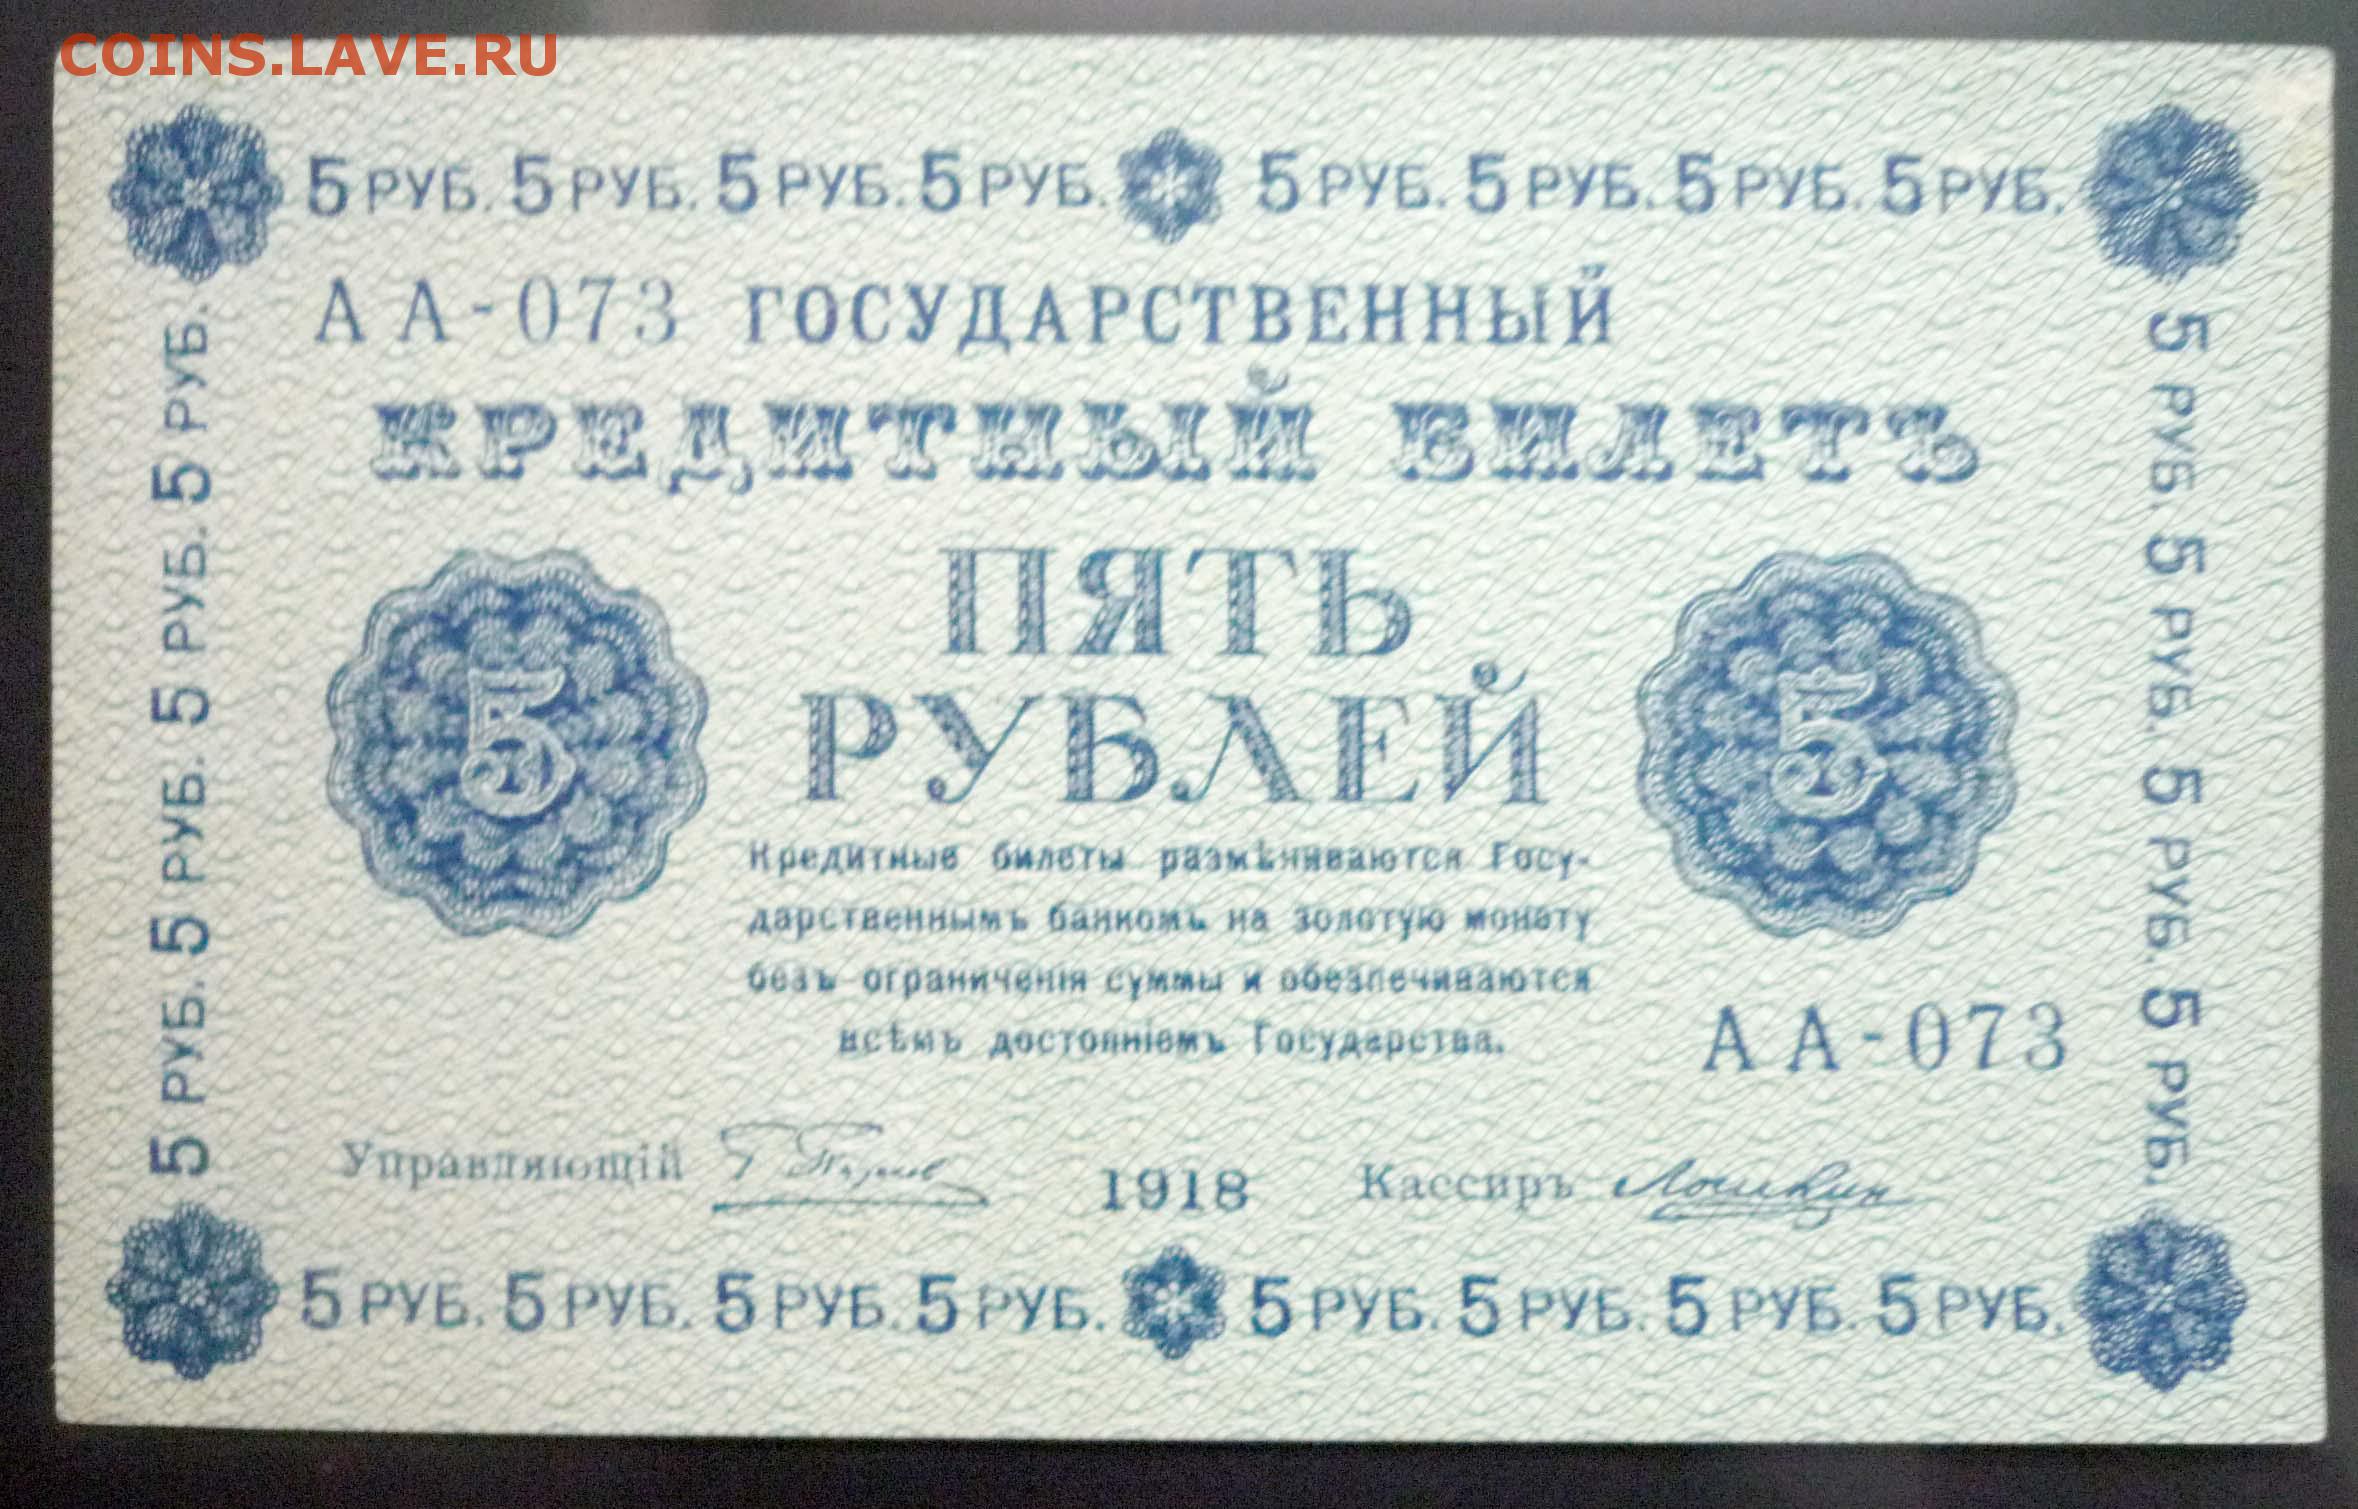 COINS.LAVE.RU
5 РУБ. 5 РУБ. 5 РУБ. 5 РУБ. 5 РУБ. 5 РУБ. 5 РУБ. 5 РУБ.
АА-073 ГОСУДАРСТВЕННЫЙ
КРЕДИТНЫЙ БИЛЕТЪ
5 РУБ. 5 РУБ. 5 РУБ. 5 РУБ.
5
ПЯТЬ
РУБЛЕЙ
5
5 РУБ. 5 РУБ. 5 РУБ. 5 РУБ.
Кредитные билеты размѣниваются Госу-
дарственнымъ банкомъ на золотую монету
безъ ограниченія суммы и обезпечиваются
всѣмъ достояніемъ Государства.
АА-073
Управляющій Г. Пятаков 1918 Кассиръ Лошкин
5 РУБ. 5 РУБ. 5 РУБ. 5 РУБ. 5 РУБ. 5 РУБ. 5 РУБ. 5 РУБ.